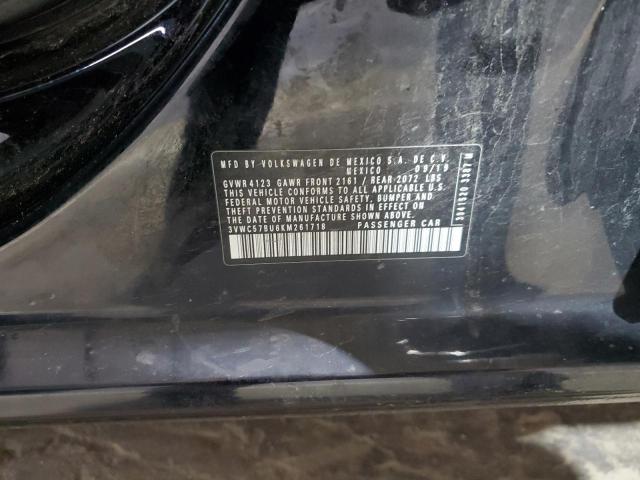 MFD BY VOLKSWAGEN DE MEXICO S.A. DE C.V.
MEXICO 09/19
GVWR 4123 GAWR FRONT 2161 / REAR 2072 LBS
THIS VEHICLE CONFORMS TO ALL APPLICABLE U.S.
FEDERAL MOTOR VEHICLE SAFETY, BUMPER AND
THEFT PREVENTION STANDARDS IN EFFECT
ON THE DATE OF MANUFACTURE SHOWN ABOVE
3VWC57BU6KM261718 PASSENGER CAR